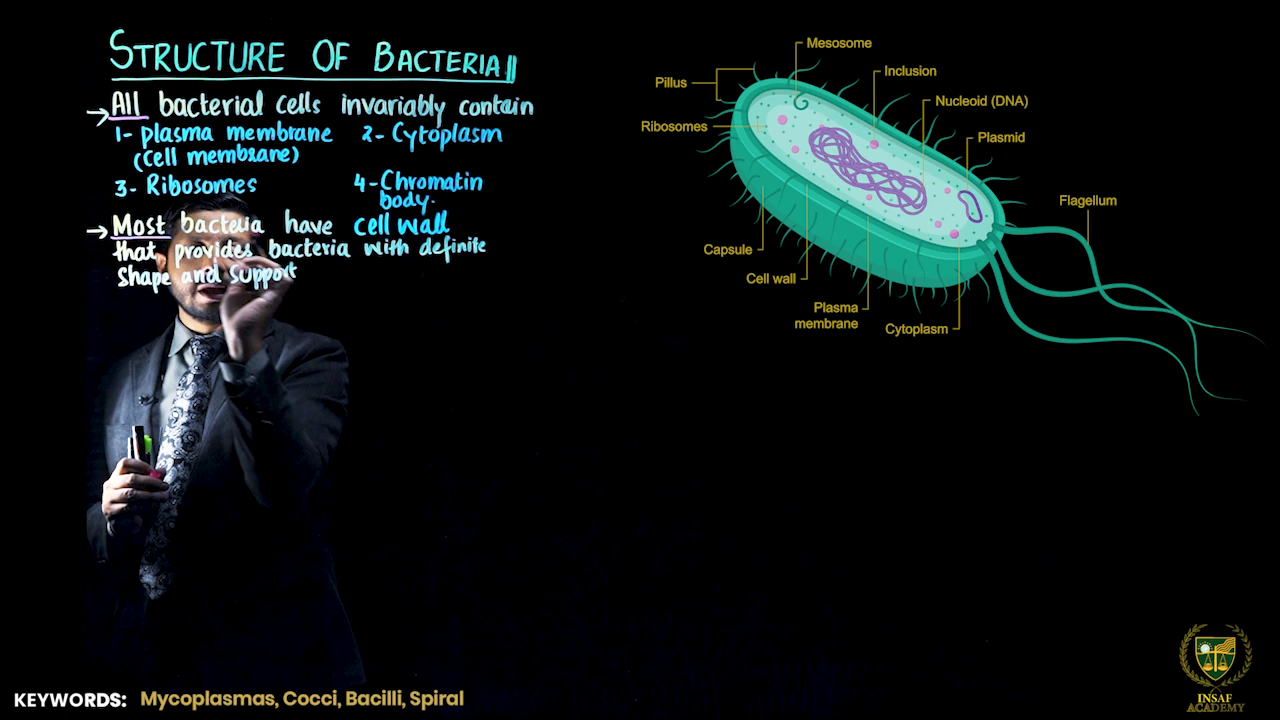 STRUCTURE OF BACTERIA
→ All bacterial cells invariably contain
1- plasma membrane 2- Cytoplasm
(cell membrane)
3- Ribosomes 4- Chromatin
body.
→ Most bacteria have cell wall
that provides bacteria with definite
shape and support
Mesosome
Pillus
Inclusion
Nucleoid (DNA)
Ribosomes
Plasmid
Flagellum
Capsule
Cell wall
Plasma
membrane
Cytoplasm
KEYWORDS: Mycoplasmas, Cocci, Bacilli, Spiral
INSAF
ACADEMY